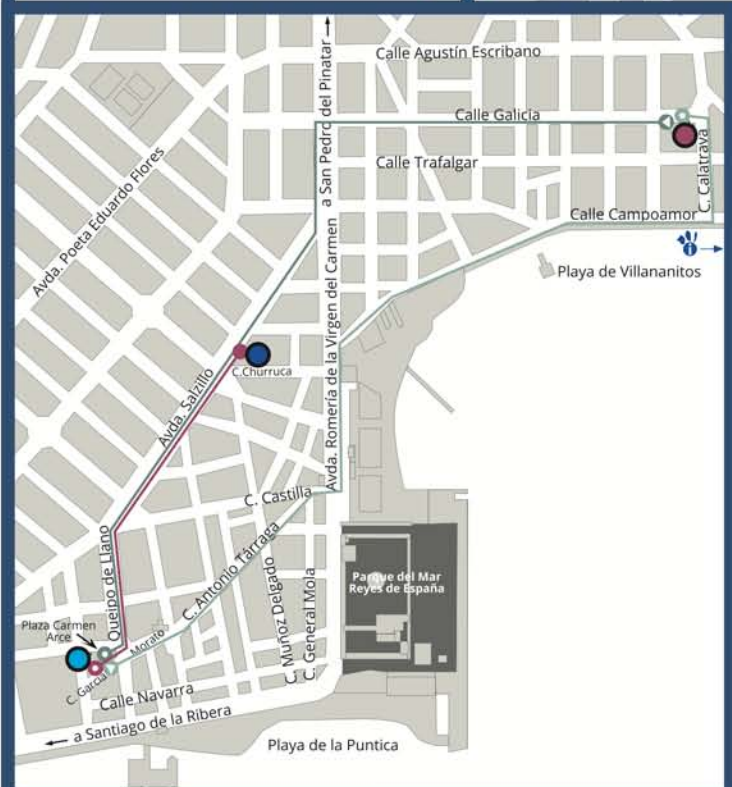 Calle Agustín Escribano
a San Pedro del Pinatar
Calle Galicia
Calle Trafalgar
C. Calatrava
Avda. Poeta Eduardo Flores
Calle Campoamor
i
Playa de Villananitos
Avda. Romería de la Virgen del Carmen
C.Churruca
Avda. Salzillo
C. Castilla
Queipo de Llano
C. Antonio Tárraga
C. Muñoz Delgado
C. General Mola
Parque del Mar
Reyes de España
Plaza Carmen
Arce
C. García Morato
Calle Navarra
a Santiago de la Ribera
Playa de la Puntica